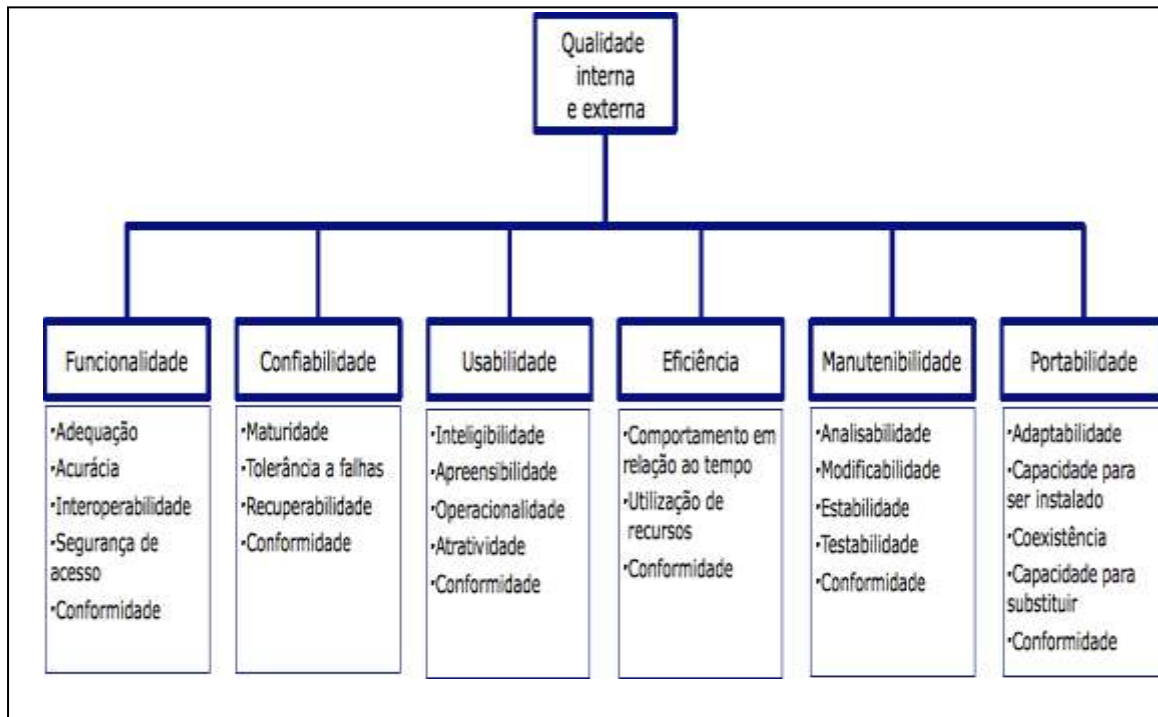 Qualidade
interna
e externa
Funcionalidade
Confiabilidade
Usabilidade
Eficiência
Manutenibilidade
Portabilidade
•Adequação
•Acurácia
•Interoperabilidade
•Segurança de
acesso
•Conformidade
•Maturidade
•Tolerância a falhas
•Recuperabilidade
•Conformidade
•Inteligibilidade
•Apreensibilidade
•Operacionalidade
•Atratividade
•Conformidade
•Comportamento em
relação ao tempo
•Utilização de
recursos
•Conformidade
•Analisabilidade
•Modificabilidade
•Estabilidade
•Testabilidade
•Conformidade
•Adaptabilidade
•Capacidade para
ser instalado
•Coexistência
•Capacidade para
substituir
•Conformidade